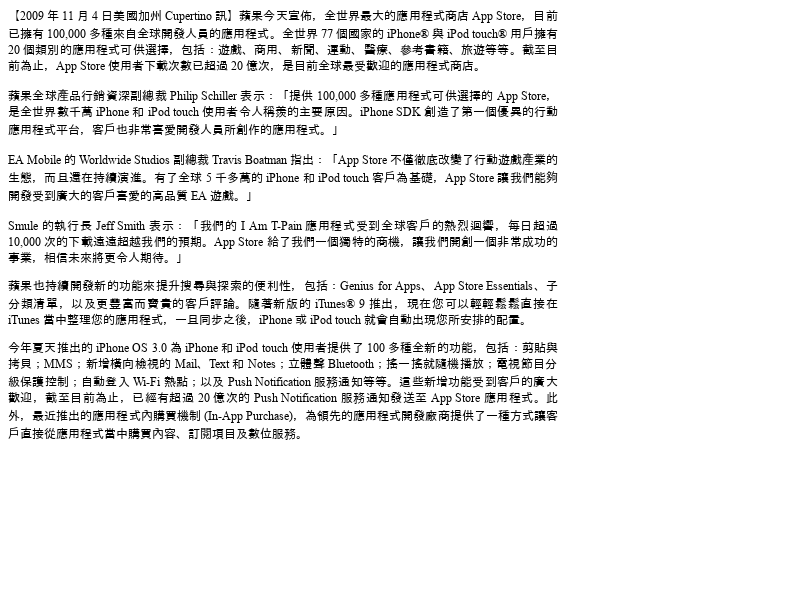 【2009 年 11 月 4 日美國加州 Cupertino 訊】蘋果今天宣佈，全世界最大的應用程式商店 App Store，目前
已擁有 100,000 多種來自全球開發人員的應用程式。全世界 77 個國家的 iPhone® 與 iPod touch® 用戶擁有
20 個類別的應用程式可供選擇，包括：遊戲、商用、新聞、運動、醫療、參考書籍、旅遊等等。截至目
前為止，App Store 使用者下載次數已超過 20 億次，是目前全球最受歡迎的應用程式商店。
蘋果全球產品行銷資深副總裁 Philip Schiller 表示：「提供 100,000 多種應用程式可供選擇的 App Store，
是全世界數千萬 iPhone 和 iPod touch 使用者令人稱羨的主要原因。iPhone SDK 創造了第一個優異的行動
應用程式平台，客戶也非常喜愛開發人員所創作的應用程式。」
EA Mobile 的 Worldwide Studios 副總裁 Travis Boatman 指出：「App Store 不僅徹底改變了行動遊戲產業的
生態，而且還在持續演進。有了全球 5 千多萬的 iPhone 和 iPod touch 客戶為基礎，App Store 讓我們能夠
開發受到廣大的客戶喜愛的高品質 EA 遊戲。」
Smule 的執行長 Jeff Smith 表示：「我們的 I Am T-Pain 應用程式受到全球客戶的熱烈迴響，每日超過
10,000 次的下載遠遠超越我們的預期。App Store 給了我們一個獨特的商機，讓我們開創一個非常成功的
事業，相信未來將更令人期待。」
蘋果也持續開發新的功能來提升搜尋與探索的便利性，包括：Genius for Apps、App Store Essentials、子
分類清單，以及更豐富而寶貴的客戶評論。隨著新版的 iTunes® 9 推出，現在您可以輕輕鬆鬆直接在
iTunes 當中整理您的應用程式，一旦同步之後，iPhone 或 iPod touch 就會自動出現您所安排的配置。
今年夏天推出的 iPhone OS 3.0 為 iPhone 和 iPod touch 使用者提供了 100 多種全新的功能，包括：剪貼與
拷貝；MMS；新增橫向檢視的 Mail、Text 和 Notes；立體聲 Bluetooth；搖一搖就隨機播放；電視節目分
級保護控制；自動登入 Wi-Fi 熱點；以及 Push Notification 服務通知等等。這些新增功能受到客戶的廣大
歡迎，截至目前為止，已經有超過 20 億次的 Push Notification 服務通知發送至 App Store 應用程式。此
外，最近推出的應用程式內購買機制 (In-App Purchase)，為領先的應用程式開發廠商提供了一種方式讓客
戶直接從應用程式當中購買內容、訂閱項目及數位服務。